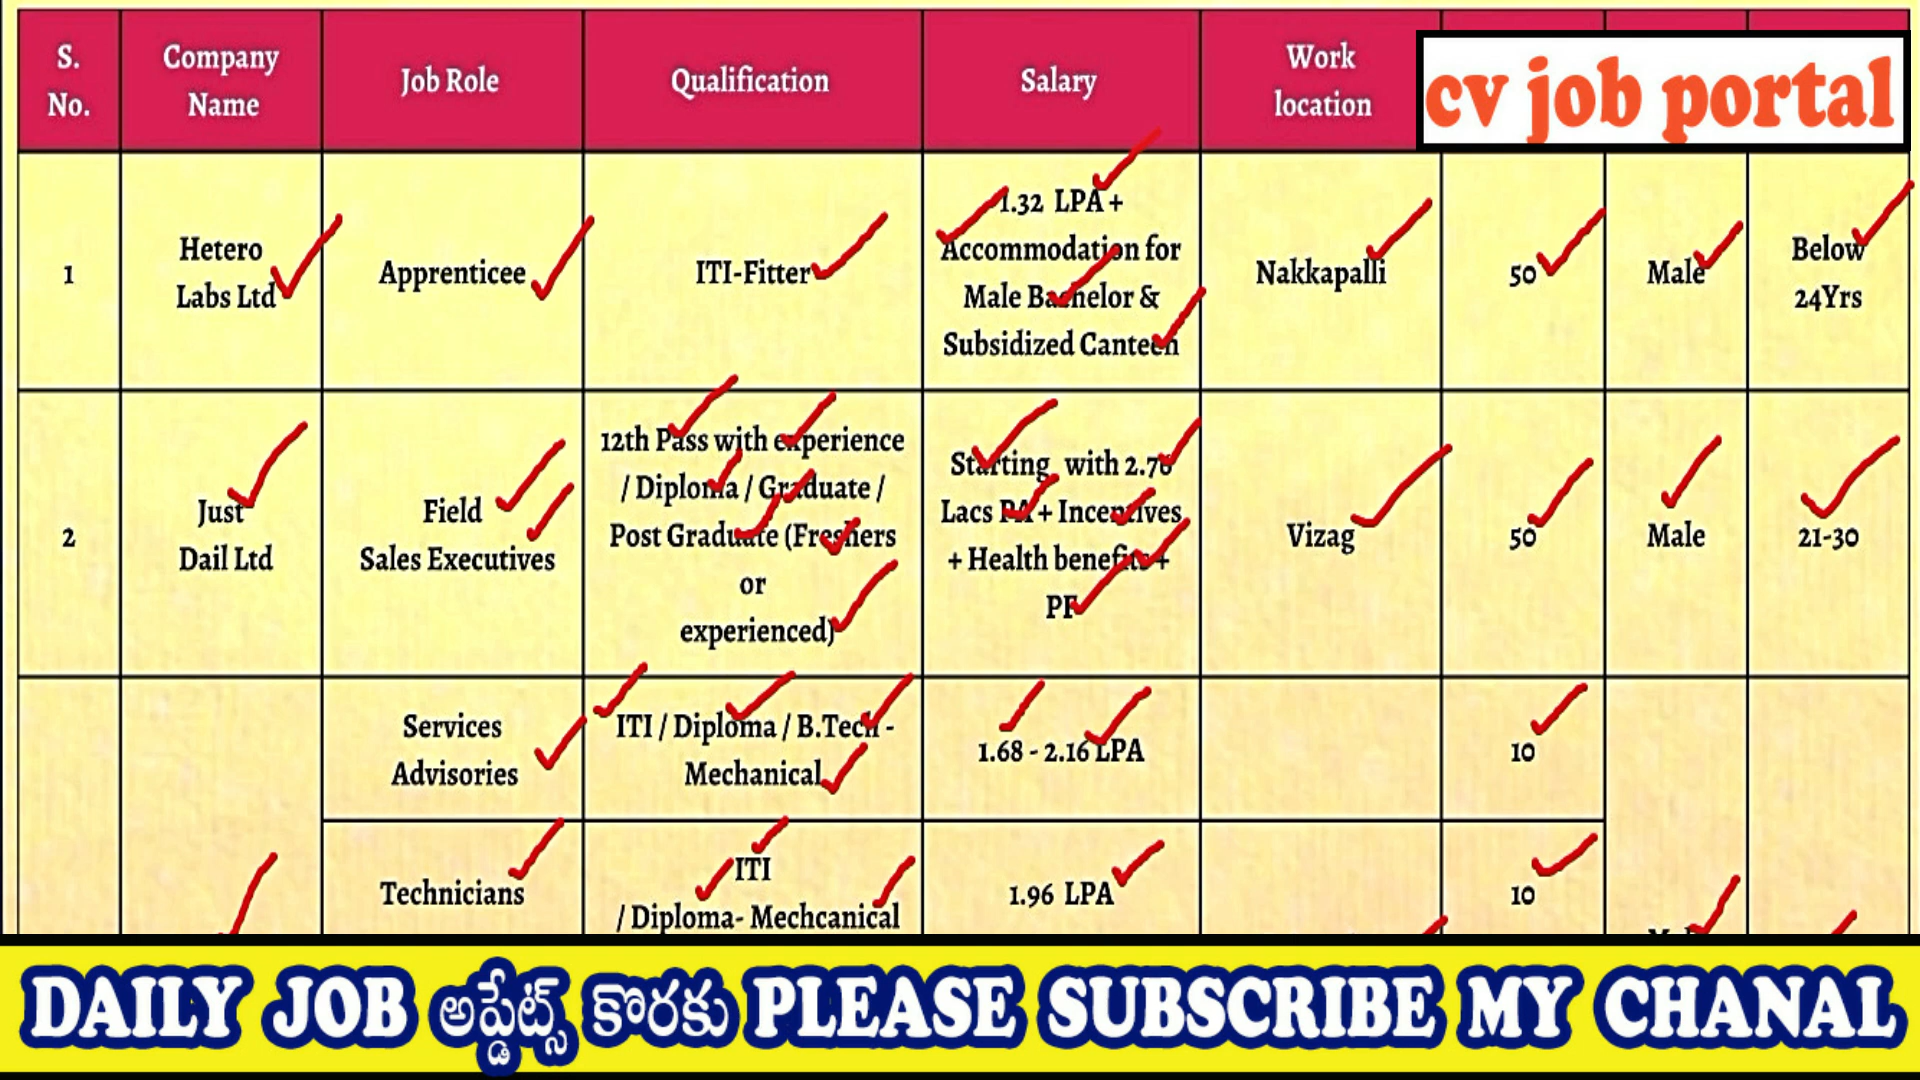 S.
No.
Company
Name
Job Role
Qualification
Salary
Work
location
cv job portal
1
Hetero
Labs Ltd
Apprenticee
ITI-Fitter
1.32 LPA +
Accommodation for
Male Bachelor &
Subsidized Canteen
Nakkapalli
50
Male
Below
24Yrs
2
Just
Dail Ltd
Field
Sales Executives
12th Pass with experience
/ Diploma / Graduate /
Post Graduate (Freshers
or
experienced)
Starting with 2.76
Lacs PA + Incentives
+ Health benefits +
PF
Vizag
50
Male
21-30
Services
Advisories
ITI / Diploma / B.Tech -
Mechanical
1.68 - 2.16 LPA
10
Technicians
ITI
/ Diploma- Mechcanical
1.96 LPA
10
DAILY JOB అప్డేట్స్ కొరకు PLEASE SUBSCRIBE MY CHANAL